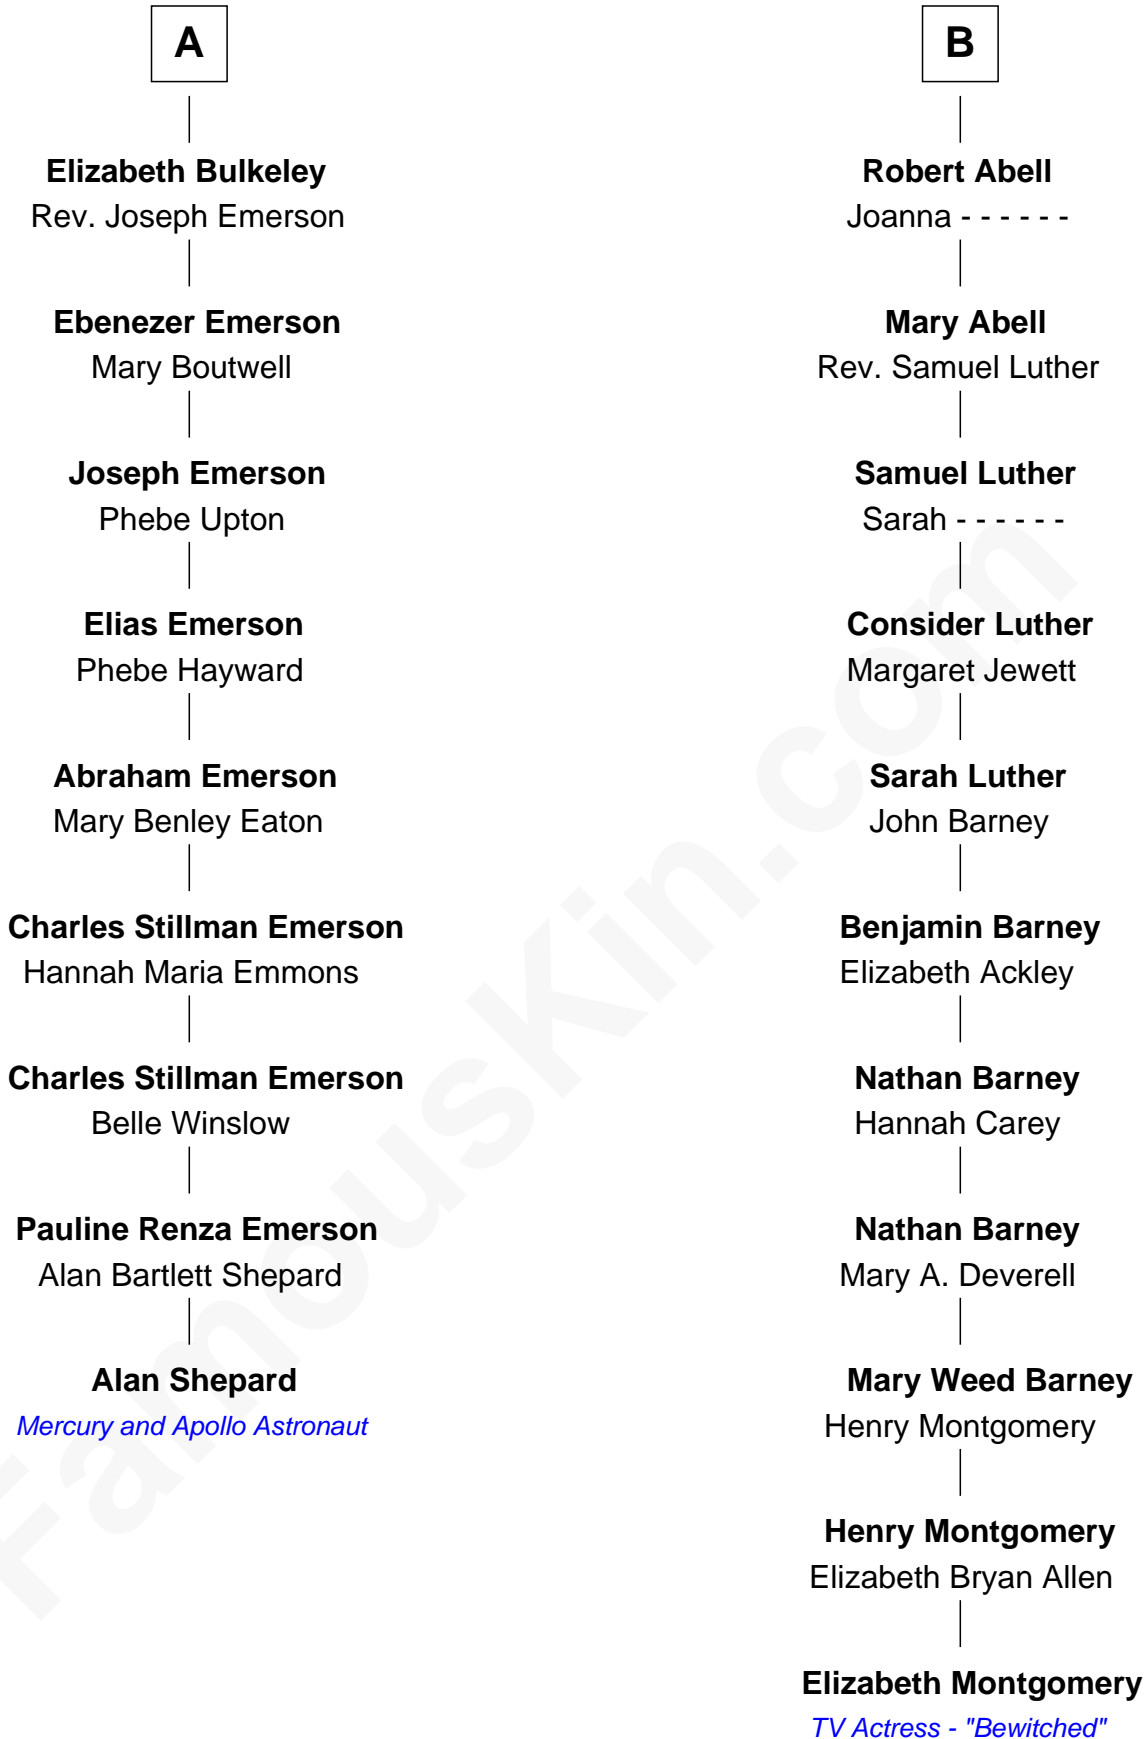 A
Elizabeth Bulkeley
Rev. Joseph Emerson
Ebenezer Emerson
Mary Boutwell
Joseph Emerson
Phebe Upton
Elias Emerson
Phebe Hayward
Abraham Emerson
Mary Benley Eaton
Charles Stillman Emerson
Hannah Maria Emmons
Charles Stillman Emerson
Belle Winslow
Pauline Renza Emerson
Alan Bartlett Shepard
Alan Shepard
Mercury and Apollo Astronaut
B
Robert Abell
Joanna - - - - - -
Mary Abell
Rev. Samuel Luther
Samuel Luther
Sarah - - - - - -
Consider Luther
Margaret Jewett
Sarah Luther
John Barney
Benjamin Barney
Elizabeth Ackley
Nathan Barney
Hannah Carey
Nathan Barney
Mary A. Deverell
Mary Weed Barney
Henry Montgomery
Henry Montgomery
Elizabeth Bryan Allen
Elizabeth Montgomery
TV Actress - "Bewitched"
FamousKin.com